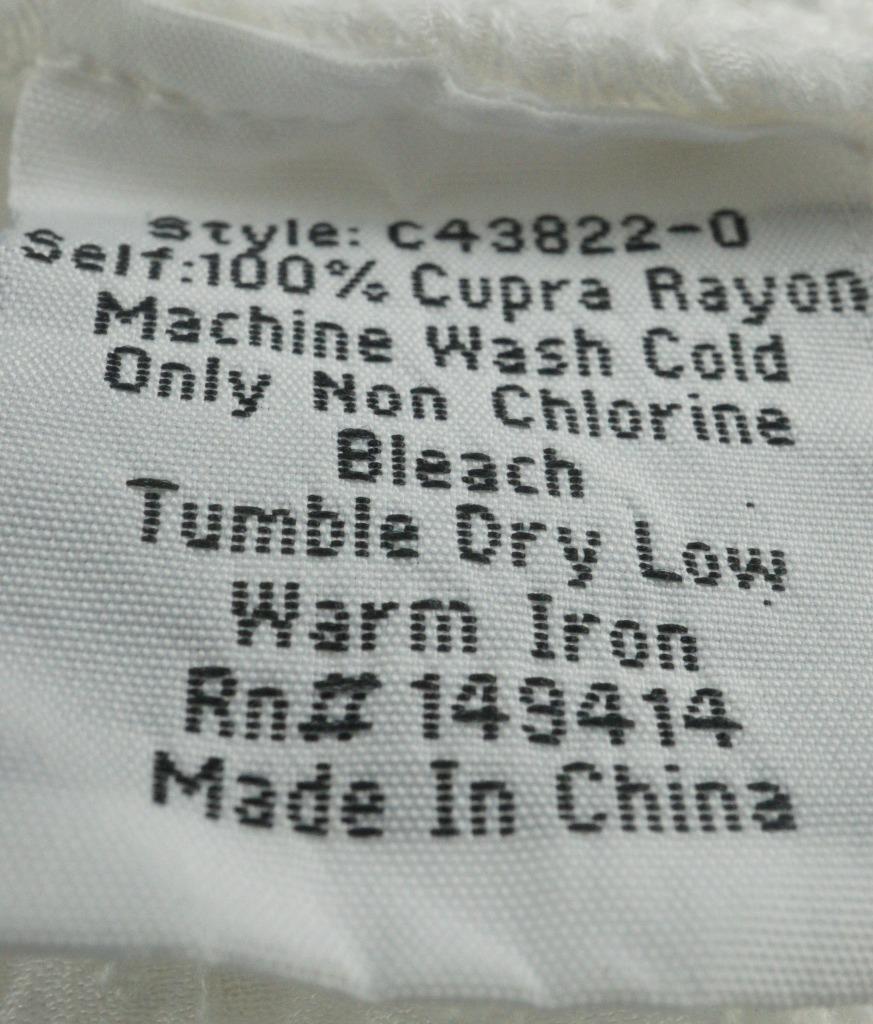 Style: C43822-0
Self:100% Cupra Rayon
Machine Wash Cold
Only Non Chlorine
Bleach
Tumble Dry Low
Warm Iron
Rn# 149414
Made In China